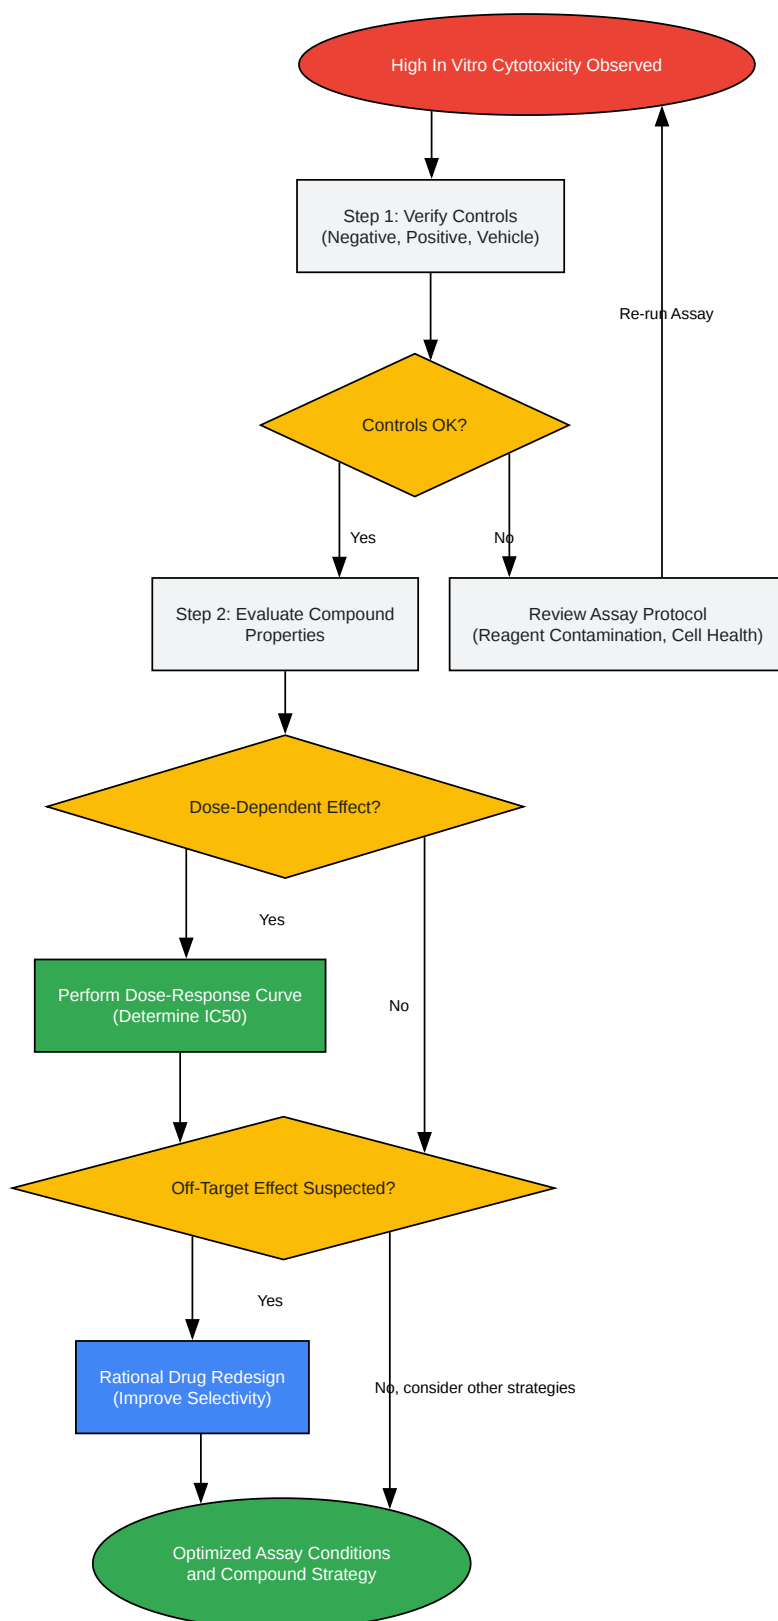 High In Vitro Cytotoxicity Observed
Step 1: Verify Controls
(Negative, Positive, Vehicle)
Re-run Assay
Controls OK?
Yes
No
Step 2: Evaluate Compound
Properties
Review Assay Protocol
(Reagent Contamination, Cell Health)
Dose-Dependent Effect?
Yes
Perform Dose-Response Curve
(Determine IC50)
No
Off-Target Effect Suspected?
Yes
Rational Drug Redesign
(Improve Selectivity)
No, consider other strategies
Optimized Assay Conditions
and Compound Strategy